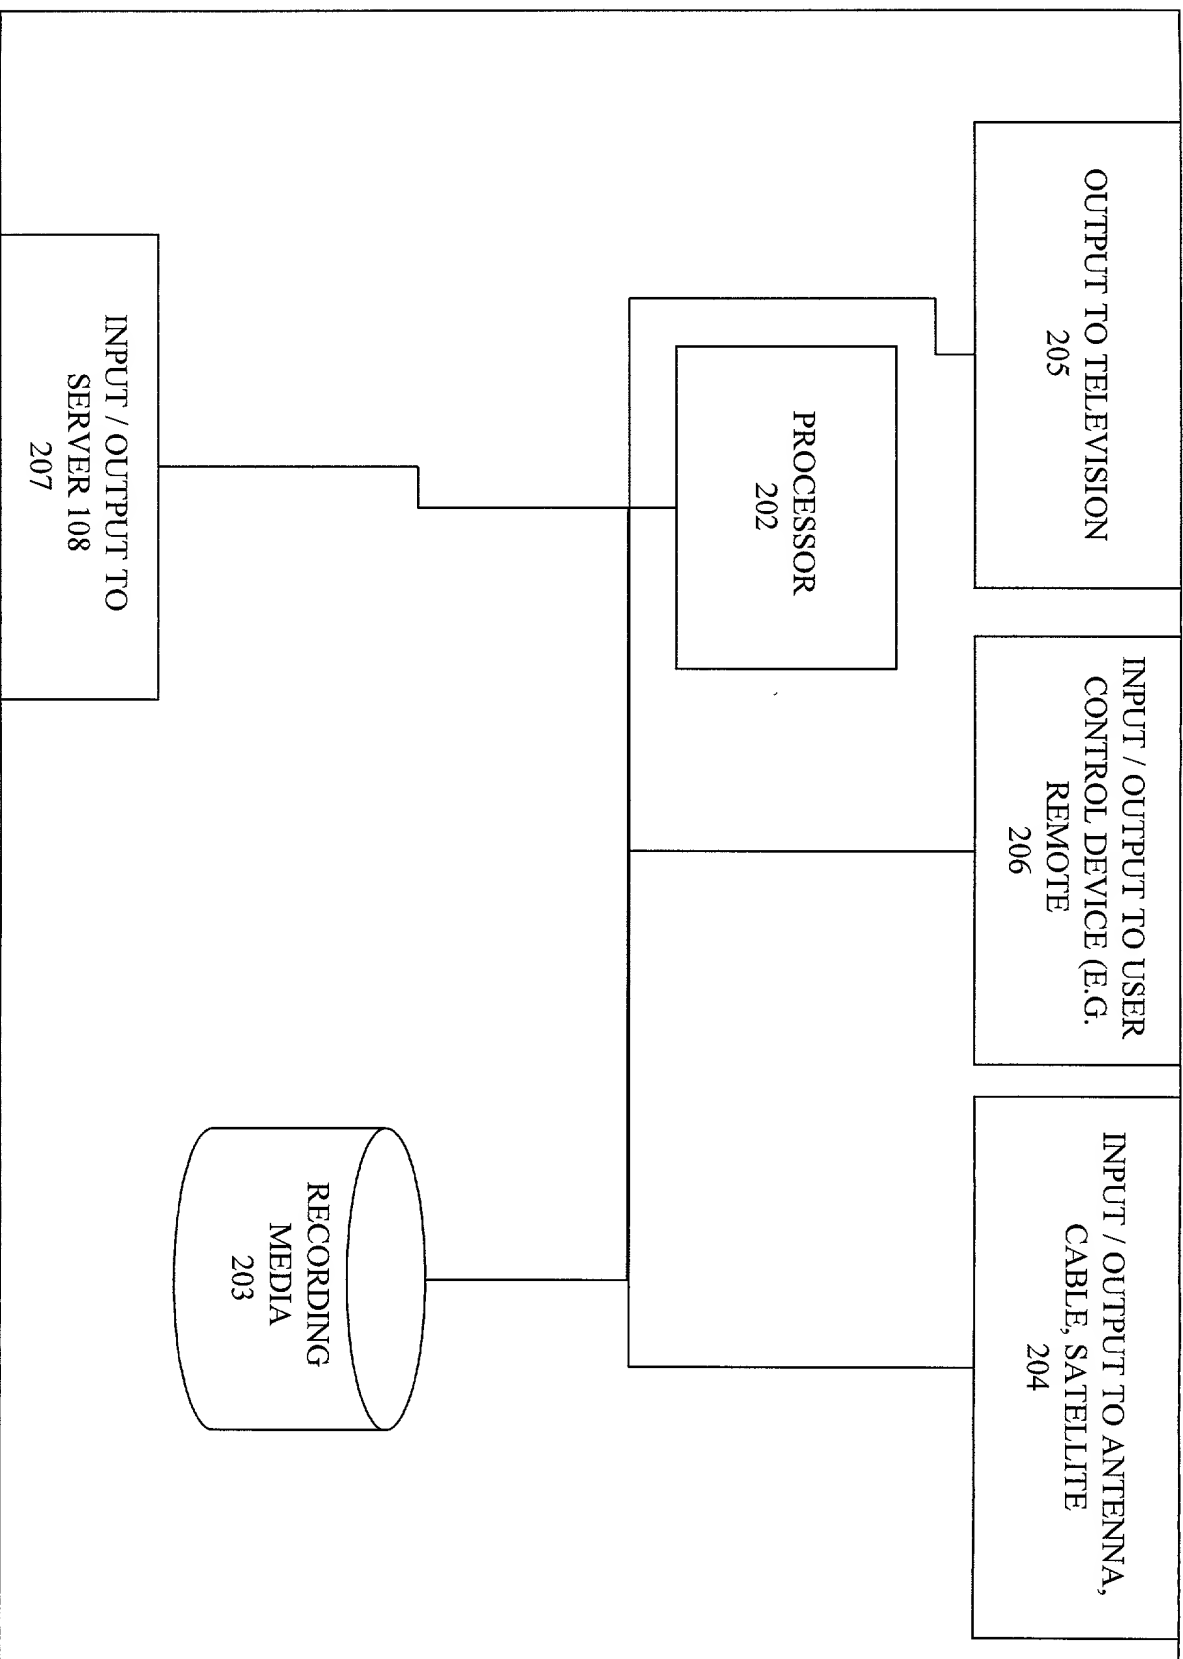 OUTPUT TO TELEVISION
205
INPUT / OUTPUT TO USER
CONTROL DEVICE (E.G.
REMOTE
206
INPUT / OUTPUT TO ANTENNA,
CABLE, SATELLITE
204
PROCESSOR
202
INPUT / OUTPUT TO
SERVER 108
207
RECORDING
MEDIA
203